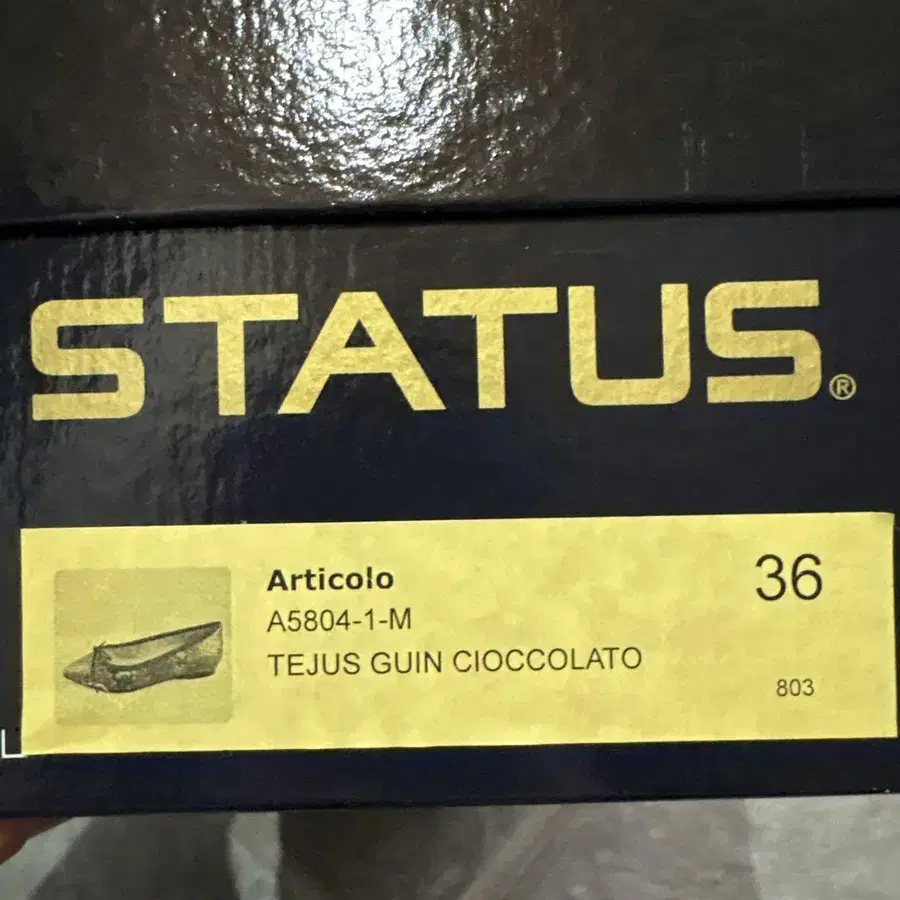 STATUS®
Articolo
36
A5804-1-M
TEJUS GUIN CIOCCOLATO
803